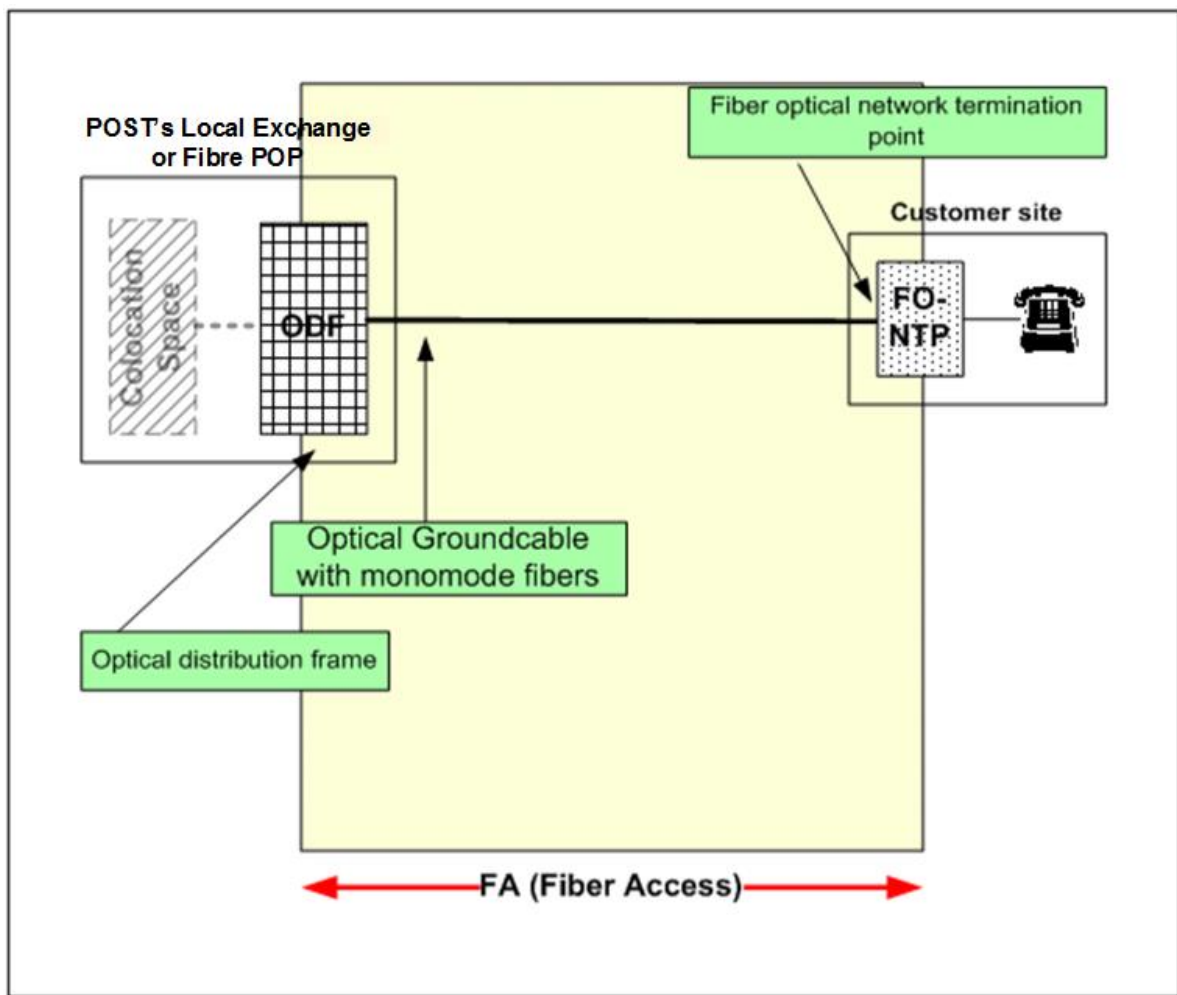 POST's Local Exchange
or Fibre POP
Fiber optical network termination
point
Customer site
Colocation
Space
ODF
FO-
NTP
Optical Groundcable
with monomode fibers
Optical distribution frame
FA (Fiber Access)